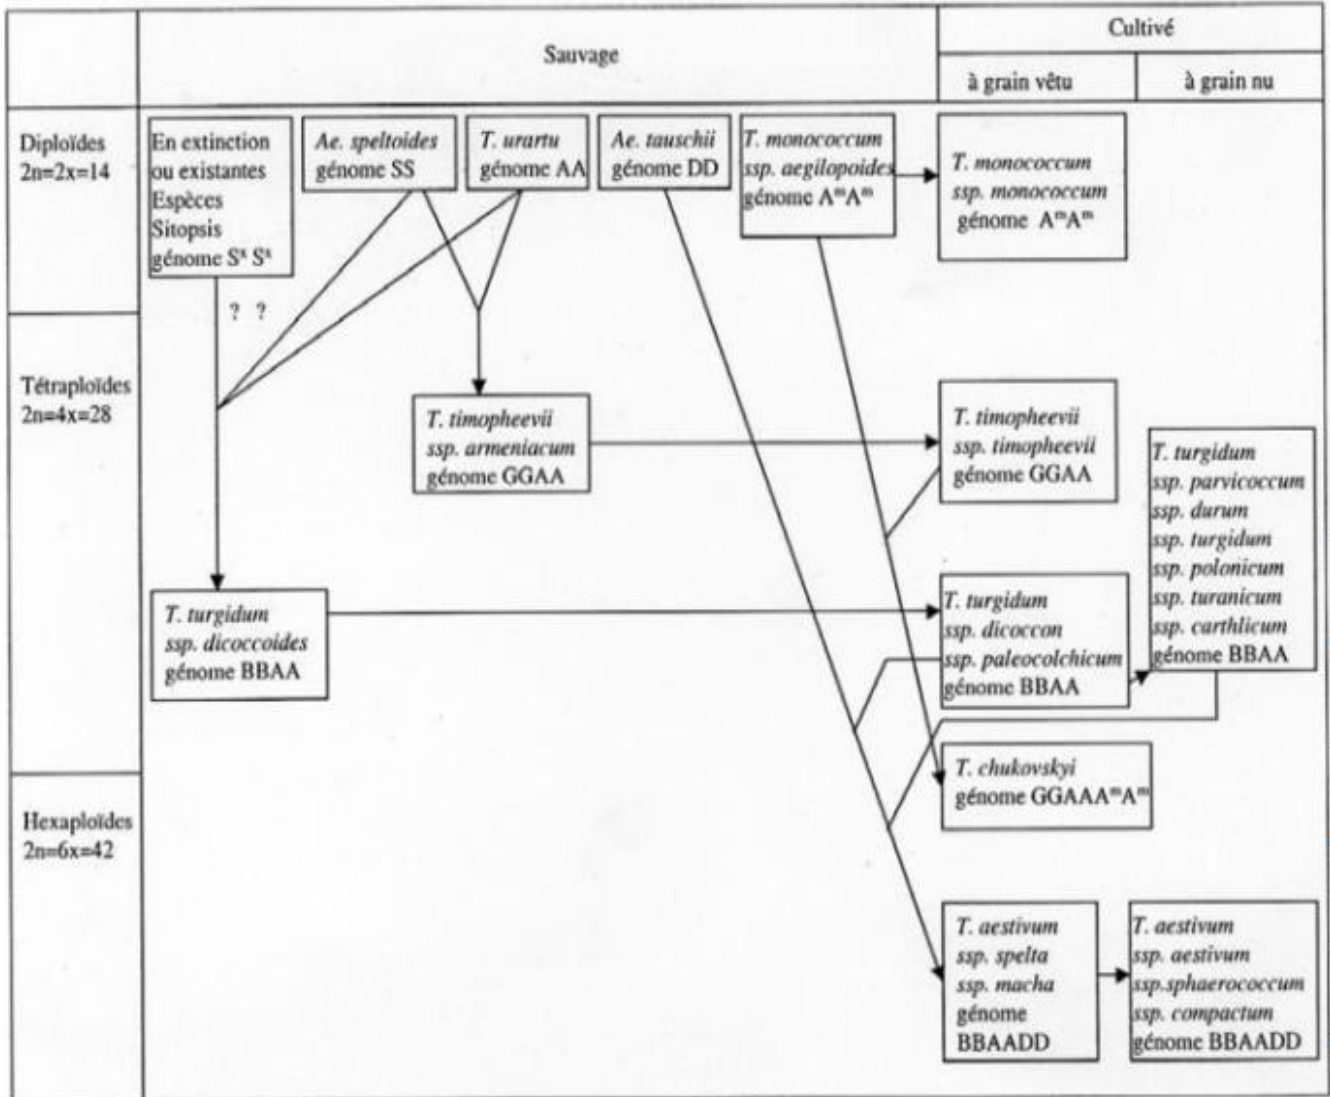 Sauvage
Cultivé
à grain vêtu
à grain nu
Diploïdes
2n=2x=14
En extinction
ou existantes
Espèces
Sitopsis
génome Sˣ Sˣ
Ae. speltoides
génome SS
T. urartu
génome AA
Ae. tauschii
génome DD
T. monococcum
ssp. aegilopoides
génome AᵐAᵐ
T. monococcum
ssp. monococcum
génome AᵐAᵐ
? ?
Tétraploïdes
2n=4x=28
T. timopheevii
ssp. armeniacum
génome GGAA
T. timopheevii
ssp. timopheevii
génome GGAA
T. turgidum
ssp. parvicoccum
ssp. durum
ssp. turgidum
ssp. polonicum
ssp. turanicum
ssp. carthlicum
génome BBAA
T. turgidum
ssp. dicoccoides
génome BBAA
T. turgidum
ssp. dicoccon
ssp. paleocolchicum
génome BBAA
Hexaploïdes
2n=6x=42
T. chukovskyi
génome GGAAAᵐAᵐ
T. aestivum
ssp. spelta
ssp. macha
génome
BBAADD
T. aestivum
ssp. aestivum
ssp.sphaerococcum
ssp. compactum
génome BBAADD